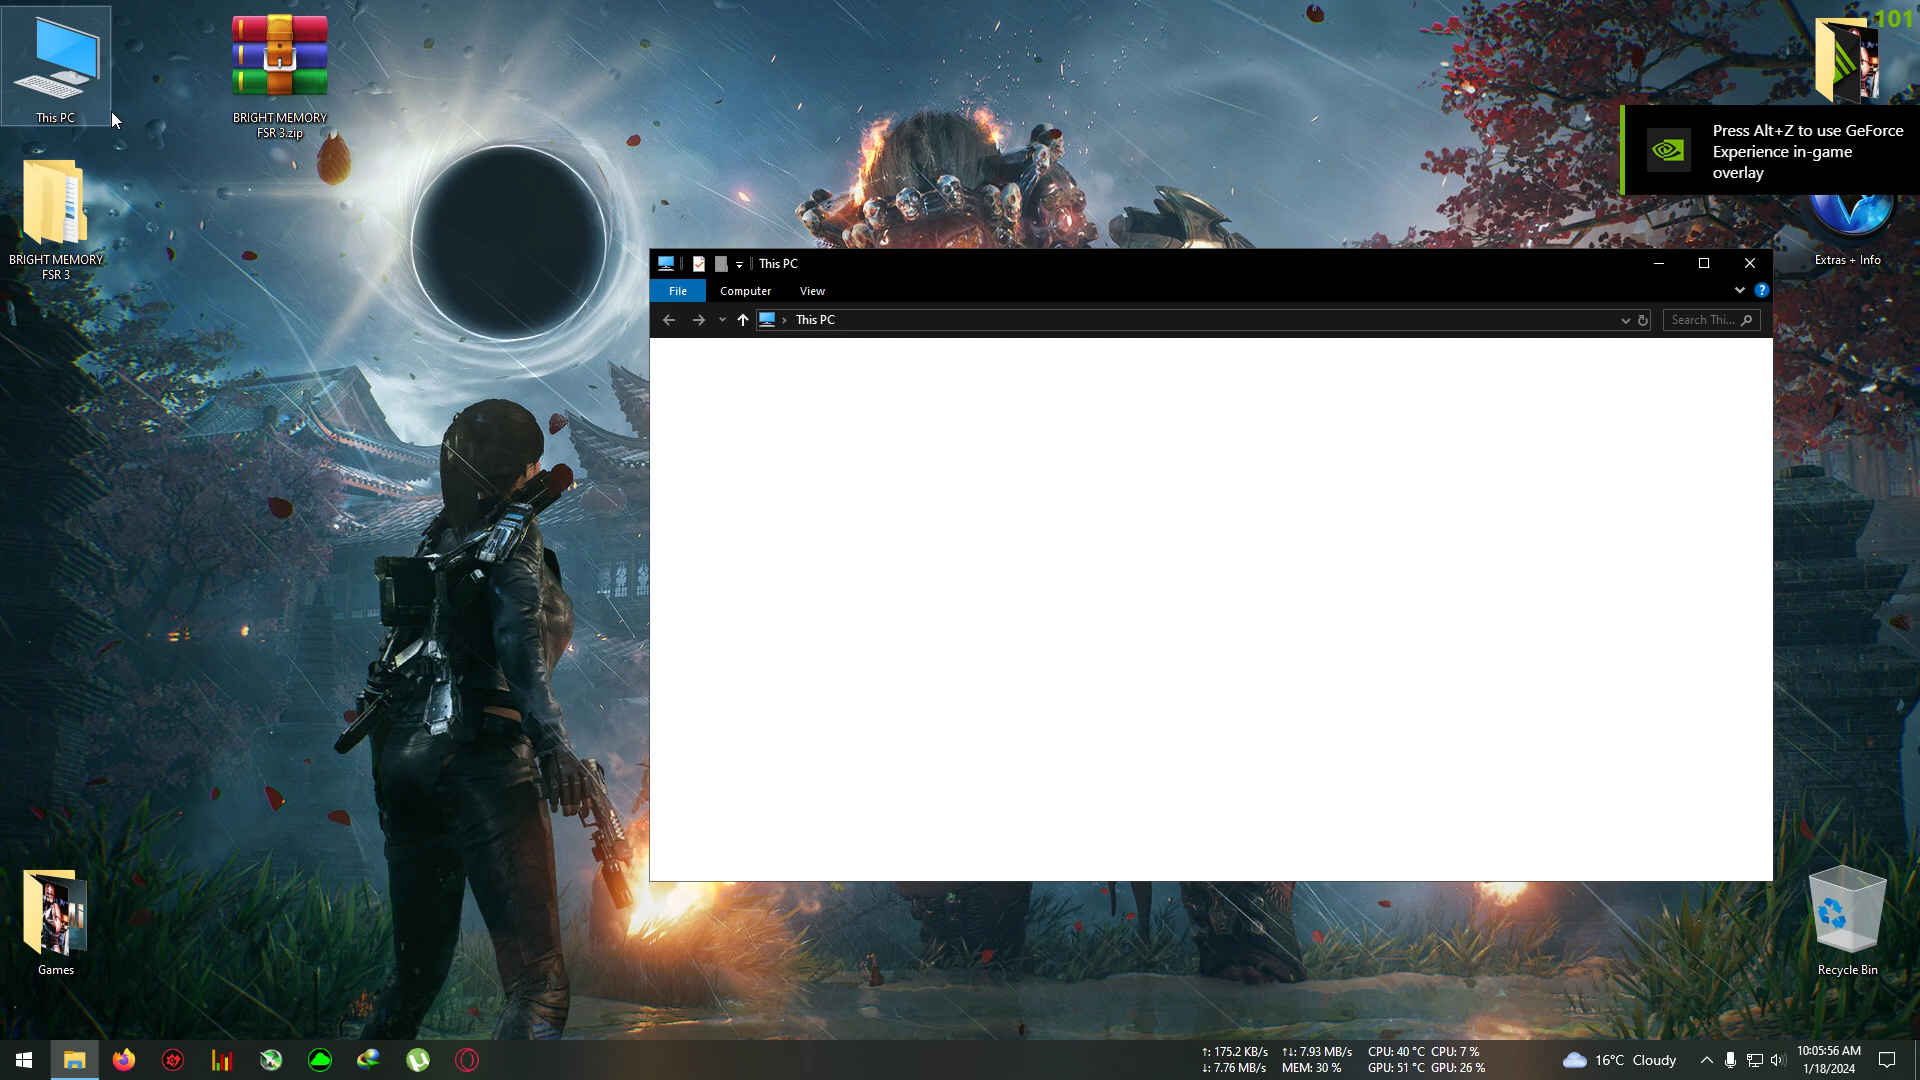 This PC
BRIGHT MEMORY
FSR 3.zip
101
Press Alt+Z to use GeForce
Experience in-game
overlay
BRIGHT MEMORY
FSR 3
Extras + Info
This PC
File
Computer
View
?
This PC
Search Thi...
Games
Recycle Bin
↑: 175.2 KB/s
↓: 7.76 MB/s
↑↓: 7.93 MB/s
MEM: 30 %
CPU: 40 °C CPU: 7 %
GPU: 51 °C GPU: 26 %
16°C Cloudy
10:05:56 AM
1/18/2024